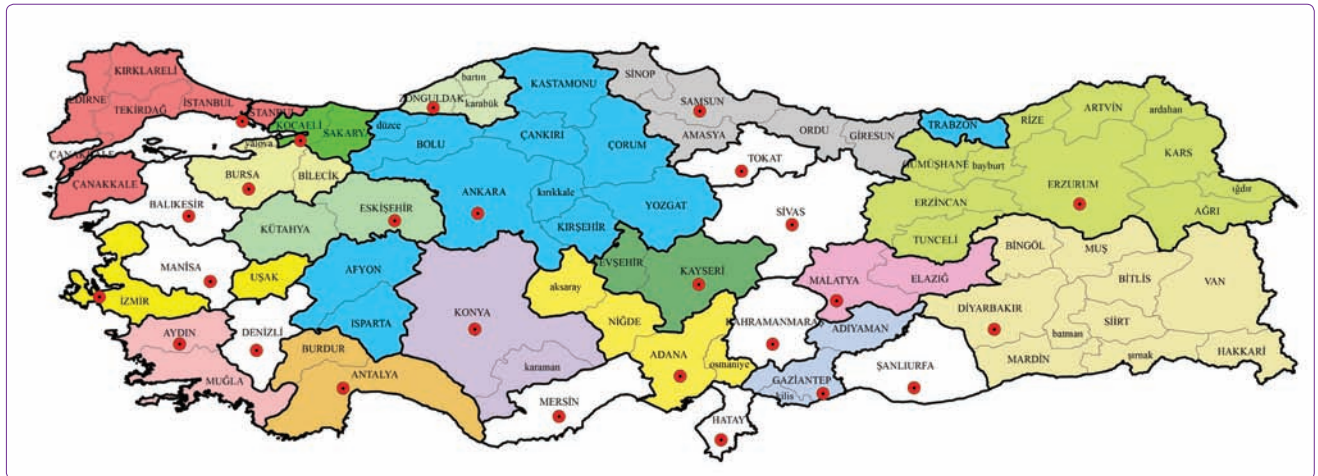 KIRKLARELİ
EDİRNE
TEKİRDAĞ
İSTANBUL
İSTANBUL
KOCAELİ
SAKARY
yalova
ÇANAKKALE
ÇANAKKALE
BURSA
BİLECİK
BALIKESİR
KÜTAHYA
ESKİŞEHİR
MANİSA
UŞAK
AFYON
İZMİR
AYDIN
DENİZLİ
ISPARTA
BURDUR
MUĞLA
ANTALYA
ZONGULDAK
bartın
karabük
düzce
BOLU
KASTAMONU
ÇANKIRI
ÇORUM
ANKARA
kırıkkale
YOZGAT
KIRŞEHİR
KONYA
karaman
aksaray
NEVŞEHİR
KAYSERİ
NİĞDE
ADANA
osmaniye
MERSİN
HATAY
SİNOP
SAMSUN
AMASYA
ORDU
GİRESUN
TOKAT
SİVAS
TRABZON
RİZE
ARTVİN
ardahan
GÜMÜŞHANE
bayburt
KARS
ERZURUM
ığdır
AĞRI
ERZİNCAN
TUNCELİ
MALATYA
ELAZIĞ
KAHRAMANMARAŞ
ADIYAMAN
GAZİANTEP
kilis
ŞANLIURFA
BİNGÖL
MUŞ
BİTLİS
VAN
DİYARBAKIR
batman
SİİRT
MARDİN
şırnak
HAKKARİ